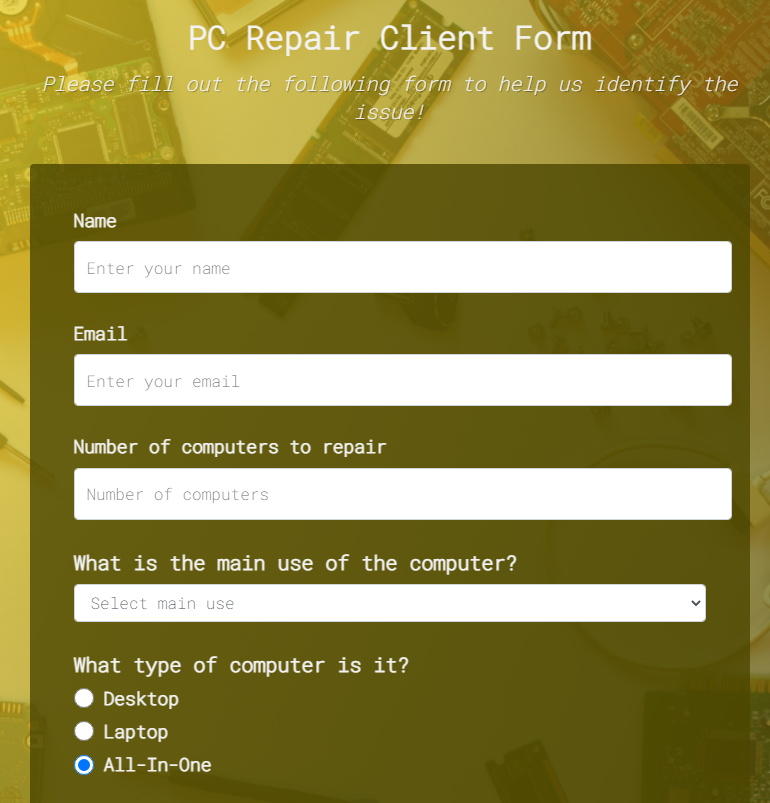 PC Repair Client Form
Please fill out the following form to help us identify the
issue!
Name
Enter your name
Email
Enter your email
Number of computers to repair
Number of computers
What is the main use of the computer?
Select main use
What type of computer is it?
Desktop
Laptop
All-In-One